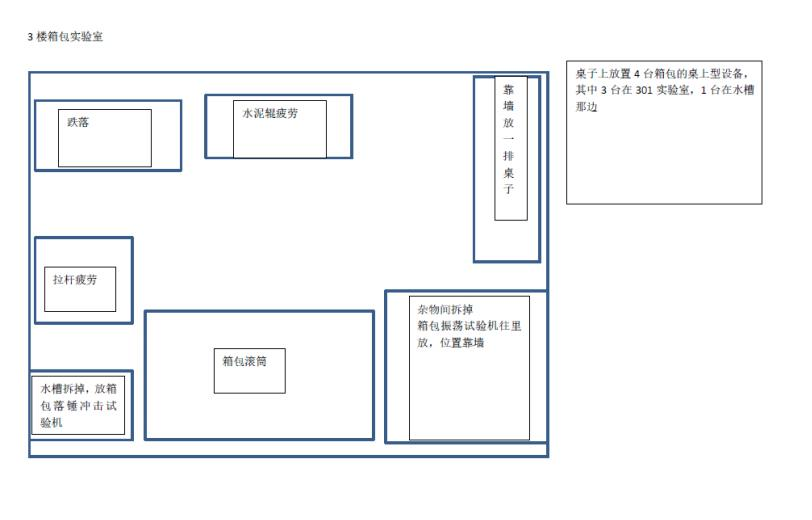 3 楼箱包实验室
桌子上放置 4 台箱包的桌上型设备，
其中 3 台在 301 实验室，1 台在水槽
那边
跌落
水泥辊疲劳
靠
墙
放
一
排
桌
子
拉杆疲劳
杂物间拆掉
箱包振荡试验机往里
放，位置靠墙
箱包滚筒
水槽拆掉，放箱
包落锤冲击试
验机